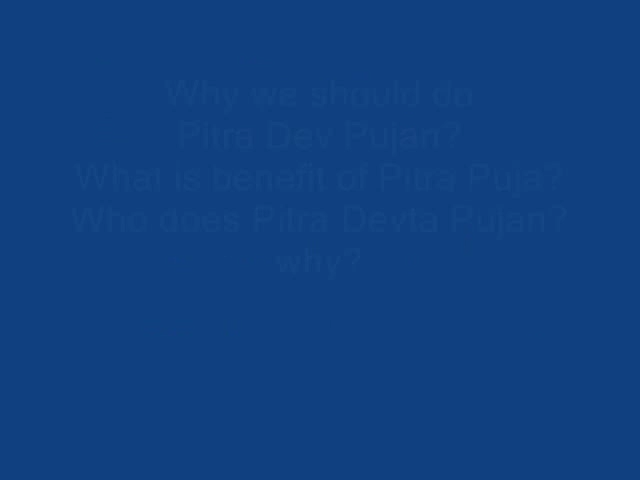 Why we should do
Pitra Dev Pujan?
What is benefit of Pitra Puja?
Who does Pitra Devta Pujan?
why?